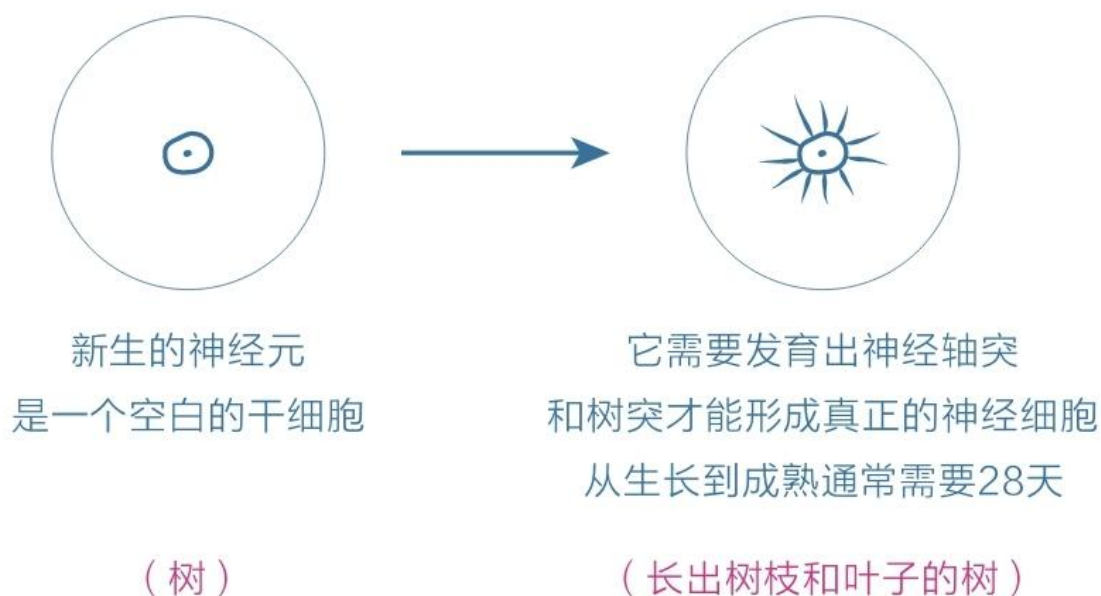 新生的神经元
是一个空白的干细胞
它需要发育出神经轴突
和树突才能形成真正的神经细胞
从生长到成熟通常需要28天
（树）
（长出树枝和叶子的树）